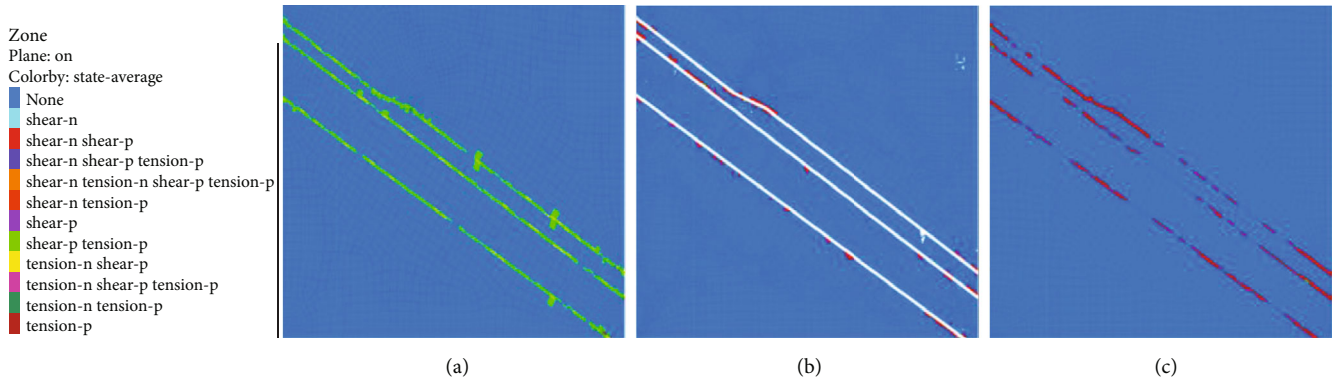 Zone
Plane: on
Colorby: state-average
None
shear-n
shear-n shear-p
shear-n shear-p tension-p
shear-n tension-n shear-p tension-p
shear-n tension-p
shear-p
shear-p tension-p
tension-n shear-p
tension-n shear-p tension-p
tension-n tension-p
tension-p
(a) (b) (c)